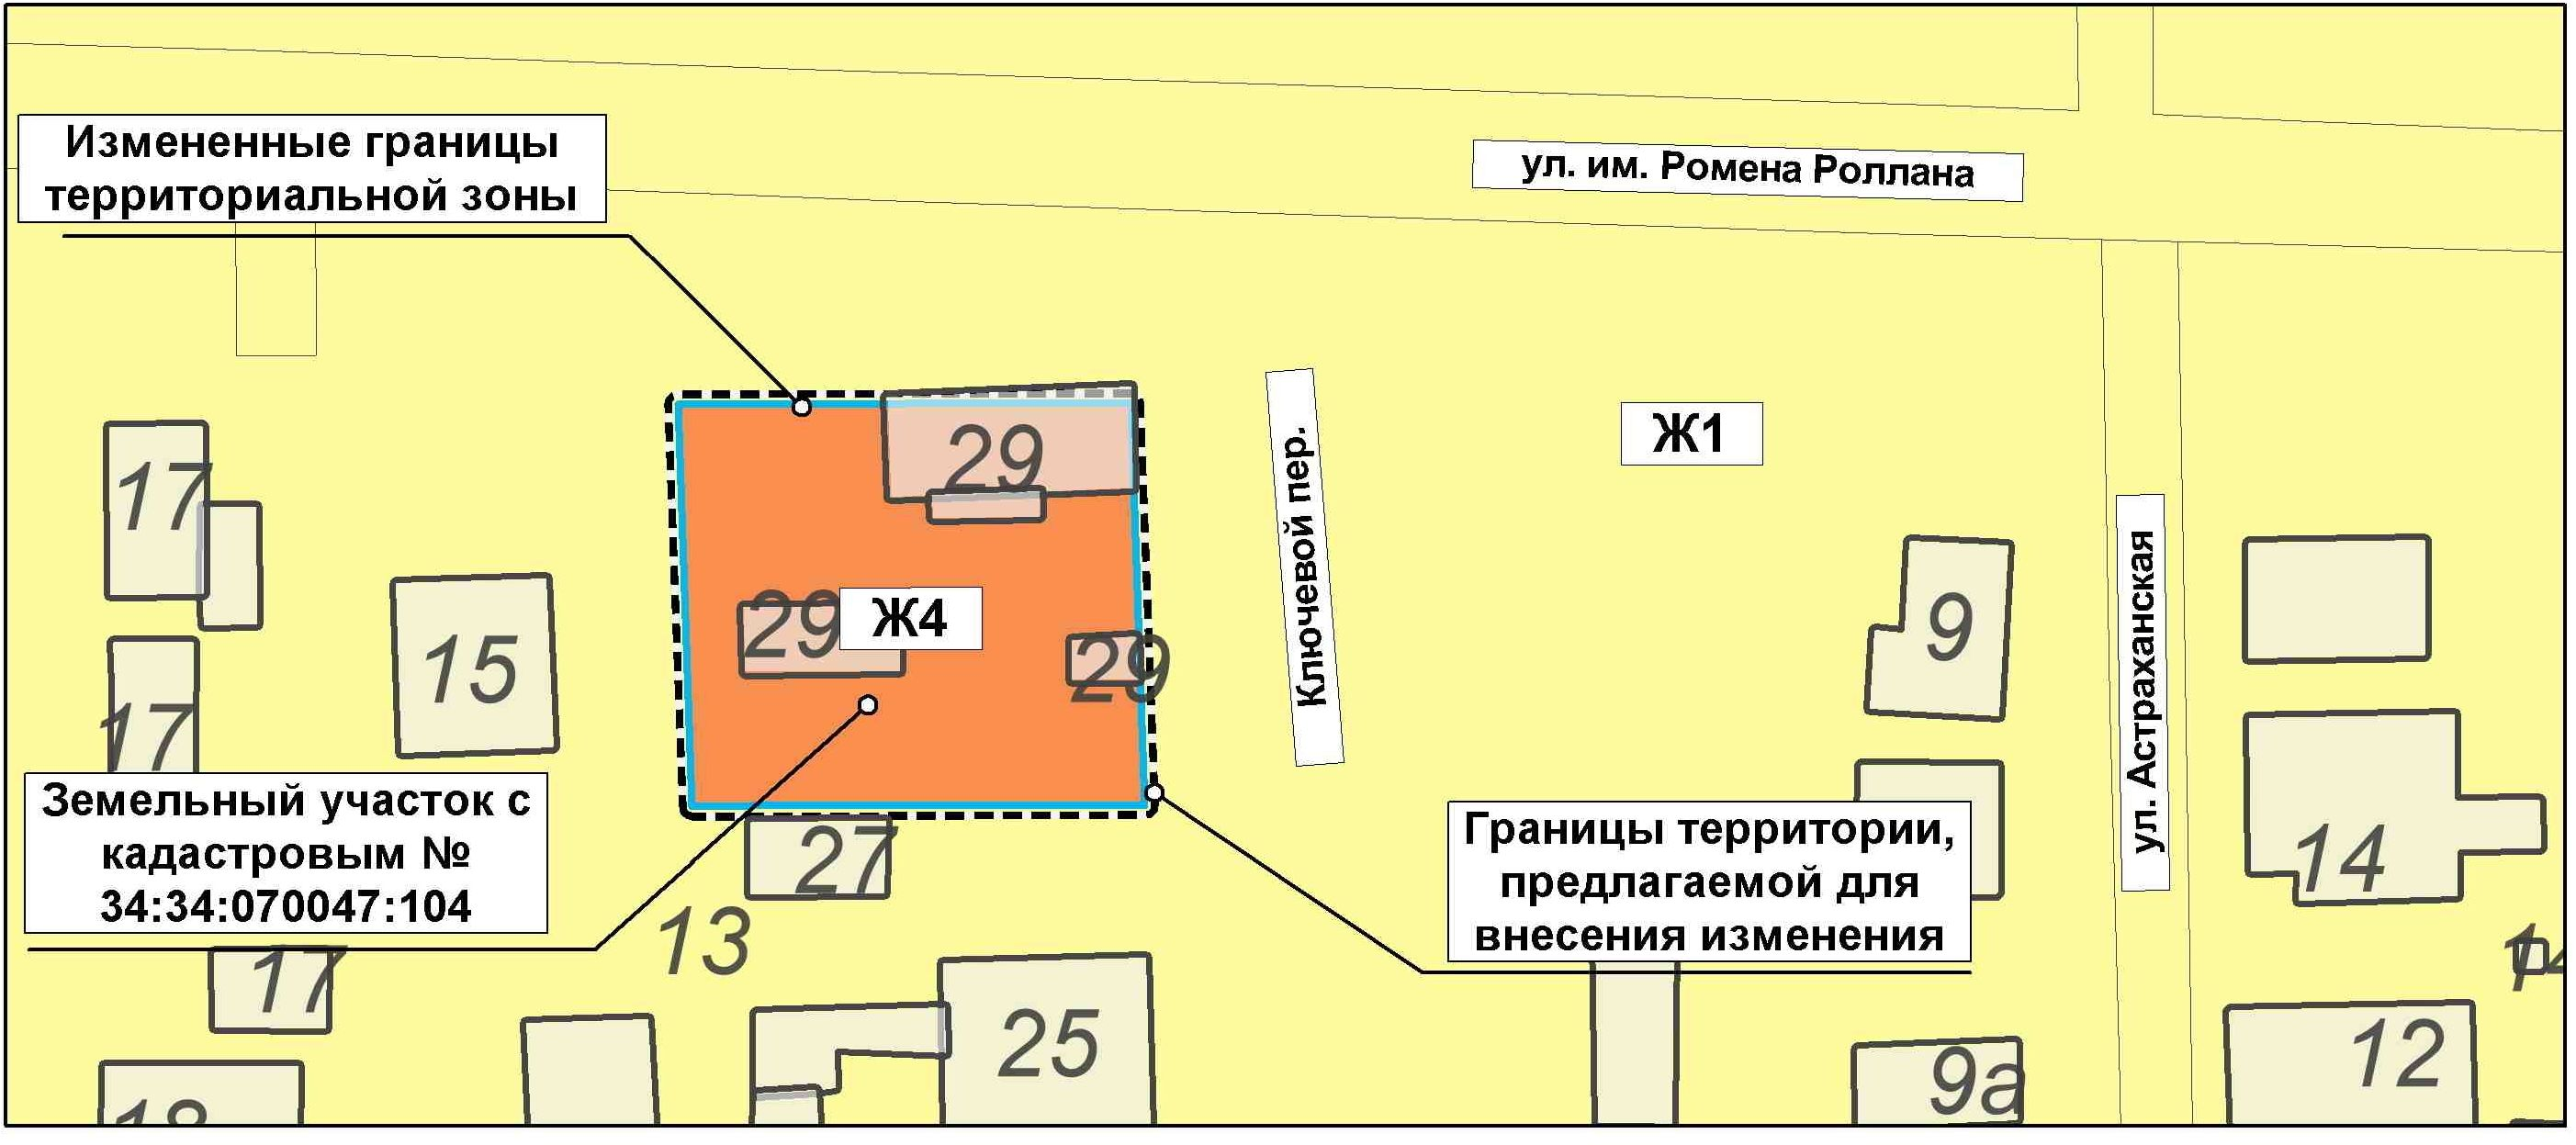 Измененные границы
территориальной зоны
ул. им. Ромена Роллана
Ж1
Ключевой пер.
ул. Астраханская
17
29
15
29
Ж4
29
9
17
Земельный участок с
кадастровым №
34:34:070047:104
27
Границы территории,
предлагаемой для
внесения изменения
14
13
17
25
12
9а
18